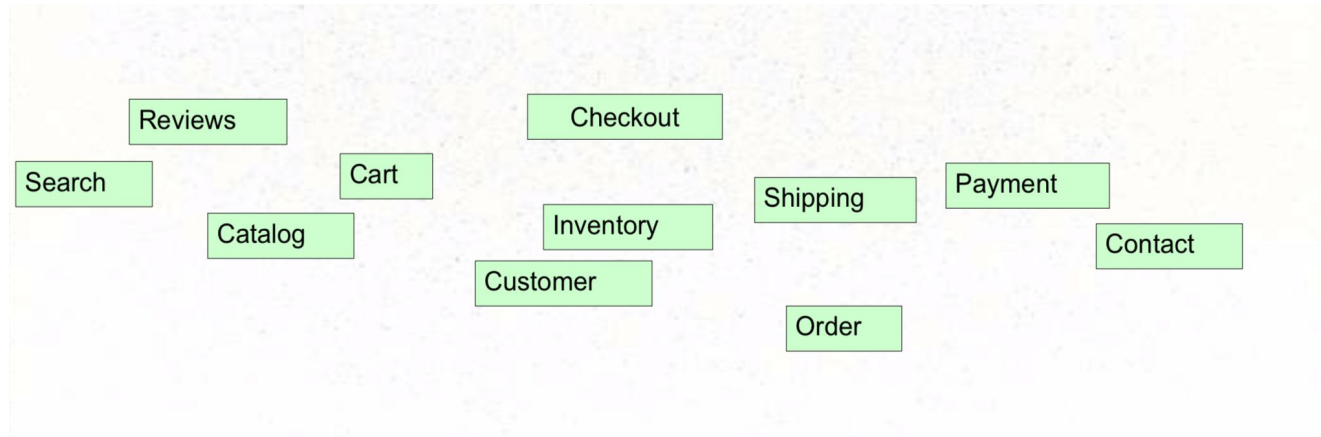 Reviews
Checkout
Search
Cart
Shipping
Payment
Catalog
Inventory
Contact
Customer
Order